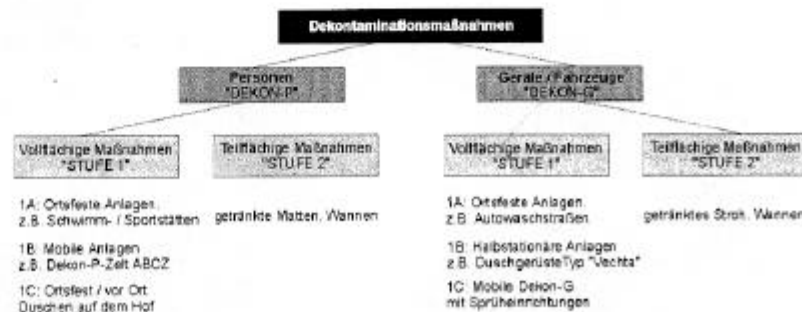 Dekontaminationsmaßnahmen
Personen
"DEKON-P"
Geräte / Fahrzeuge
"DEKON-G"
Vollflächige Maßnahmen
"STUFE 1"
Teilflächige Maßnahmen
"STUFE 2"
Vollflächige Maßnahmen
"STUFE 1"
Teilflächige Maßnahmen
"STUFE 2"
1A: Ortsfeste Anlagen
z.B. Schwimm- / Sportstätten
1B: Mobile Anlagen
z.B. Dekon-P-Zelt ABCZ
1C: Ortsfest / vor Ort
Duschen auf dem Hof
getränkte Matten, Wannen
1A: Ortsfeste Anlagen
z.B. Autowaschstraßen
1B: Halbstationäre Anlagen
z.B. DuschgerüsteTyp "Vechta"
1C: Mobile Dekon-G
mit Sprüheinrichtungen
getränktes Stroh, Wannen